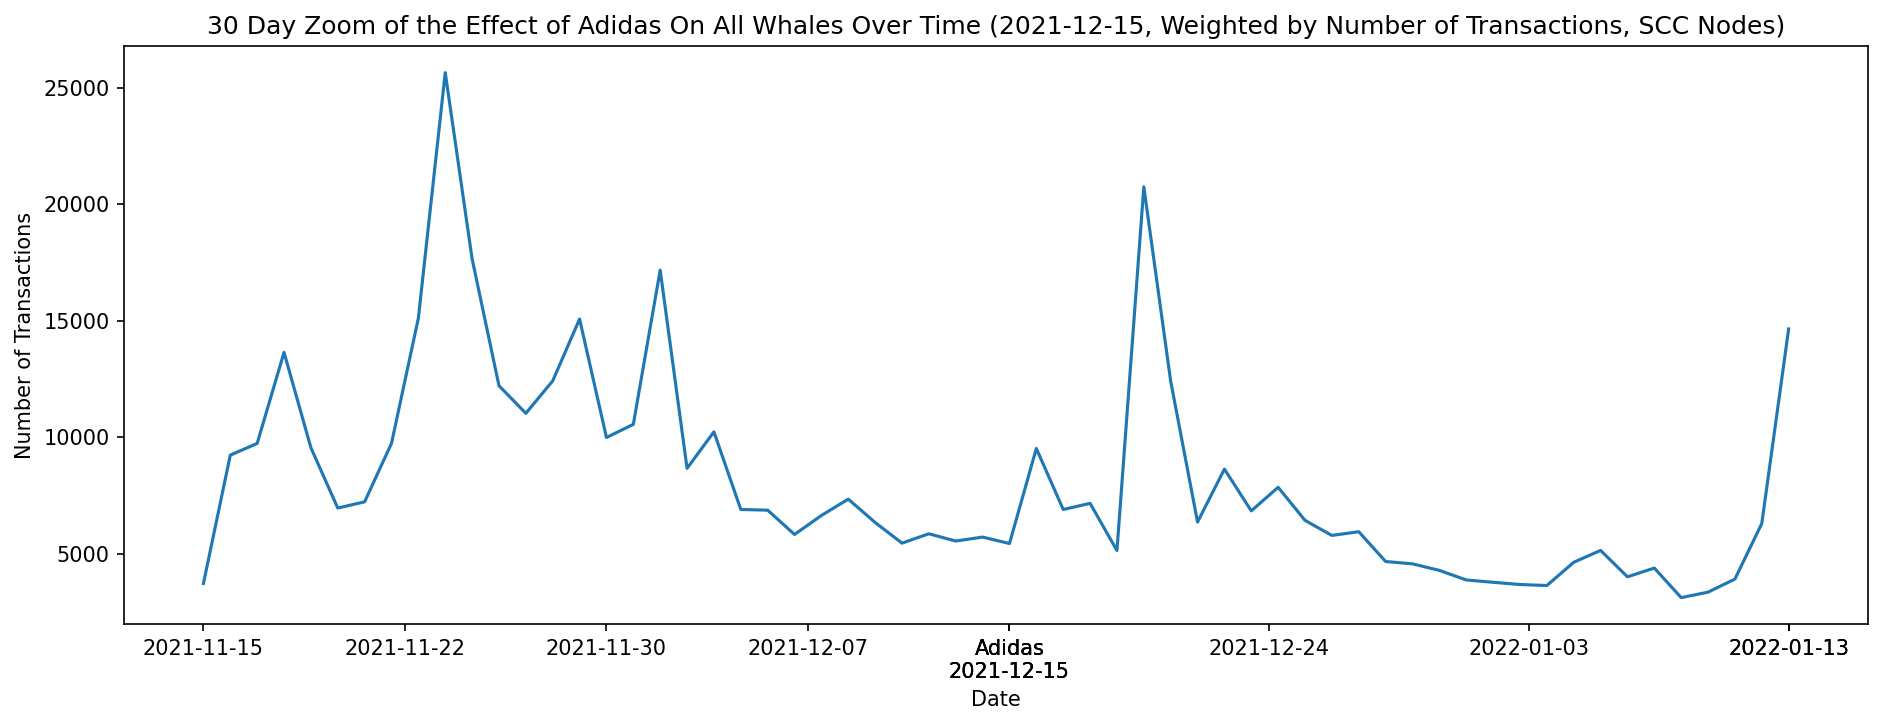 30 Day Zoom of the Effect of Adidas On All Whales Over Time (2021-12-15, Weighted by Number of Transactions, SCC Nodes)
25000
20000
15000
10000
5000
Number of Transactions
2021-11-15 2021-11-22 2021-11-30 2021-12-07 Adidas 2021-12-24 2022-01-03 2022-01-13
2021-12-15
Date